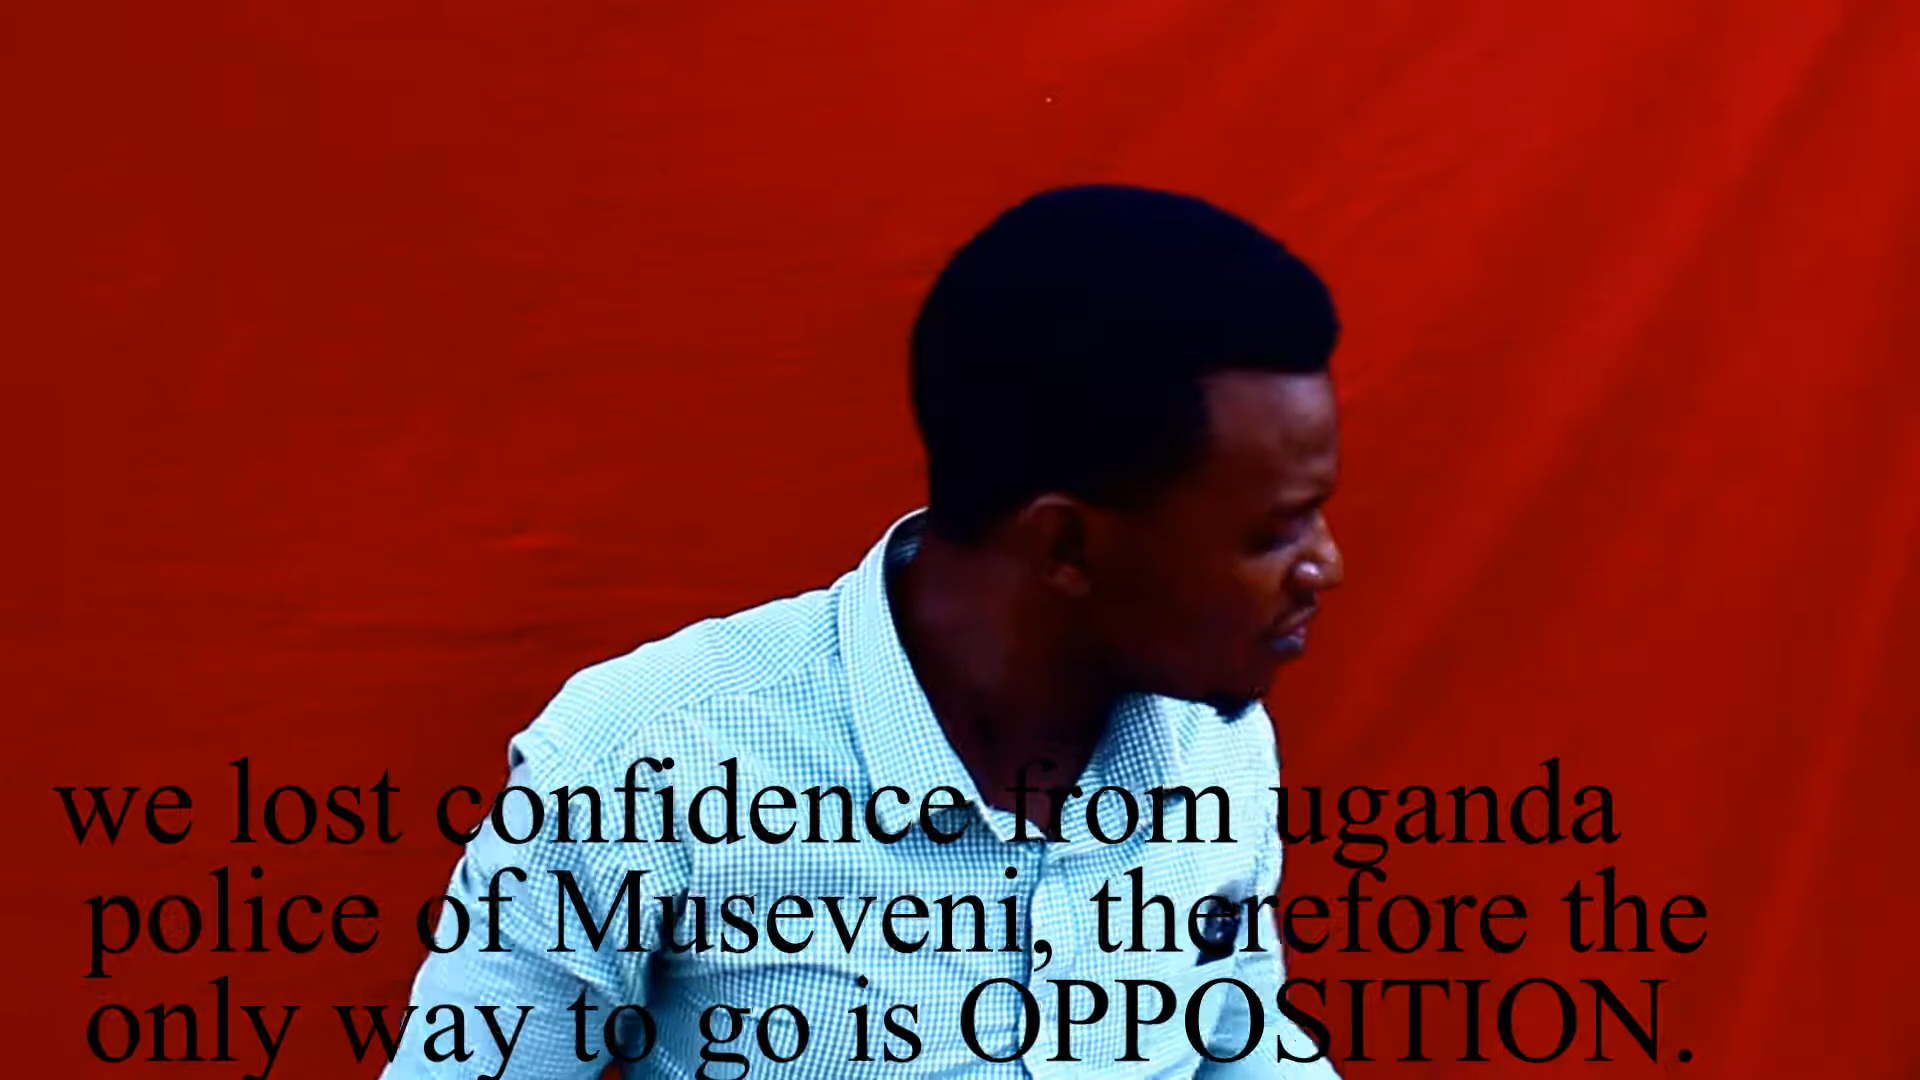 we lost confidence from uganda
police of Museveni, therefore the
only way to go is OPPOSITION.